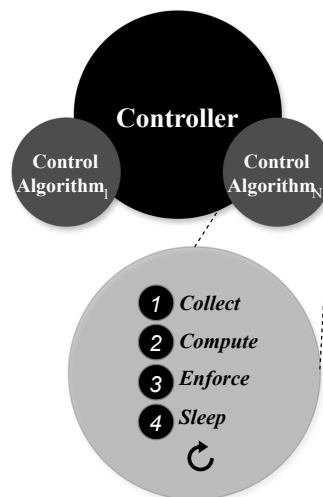 Controller
Control
Algorithm1
Control
AlgorithmN
1 Collect
2 Compute
3 Enforce
4 Sleep